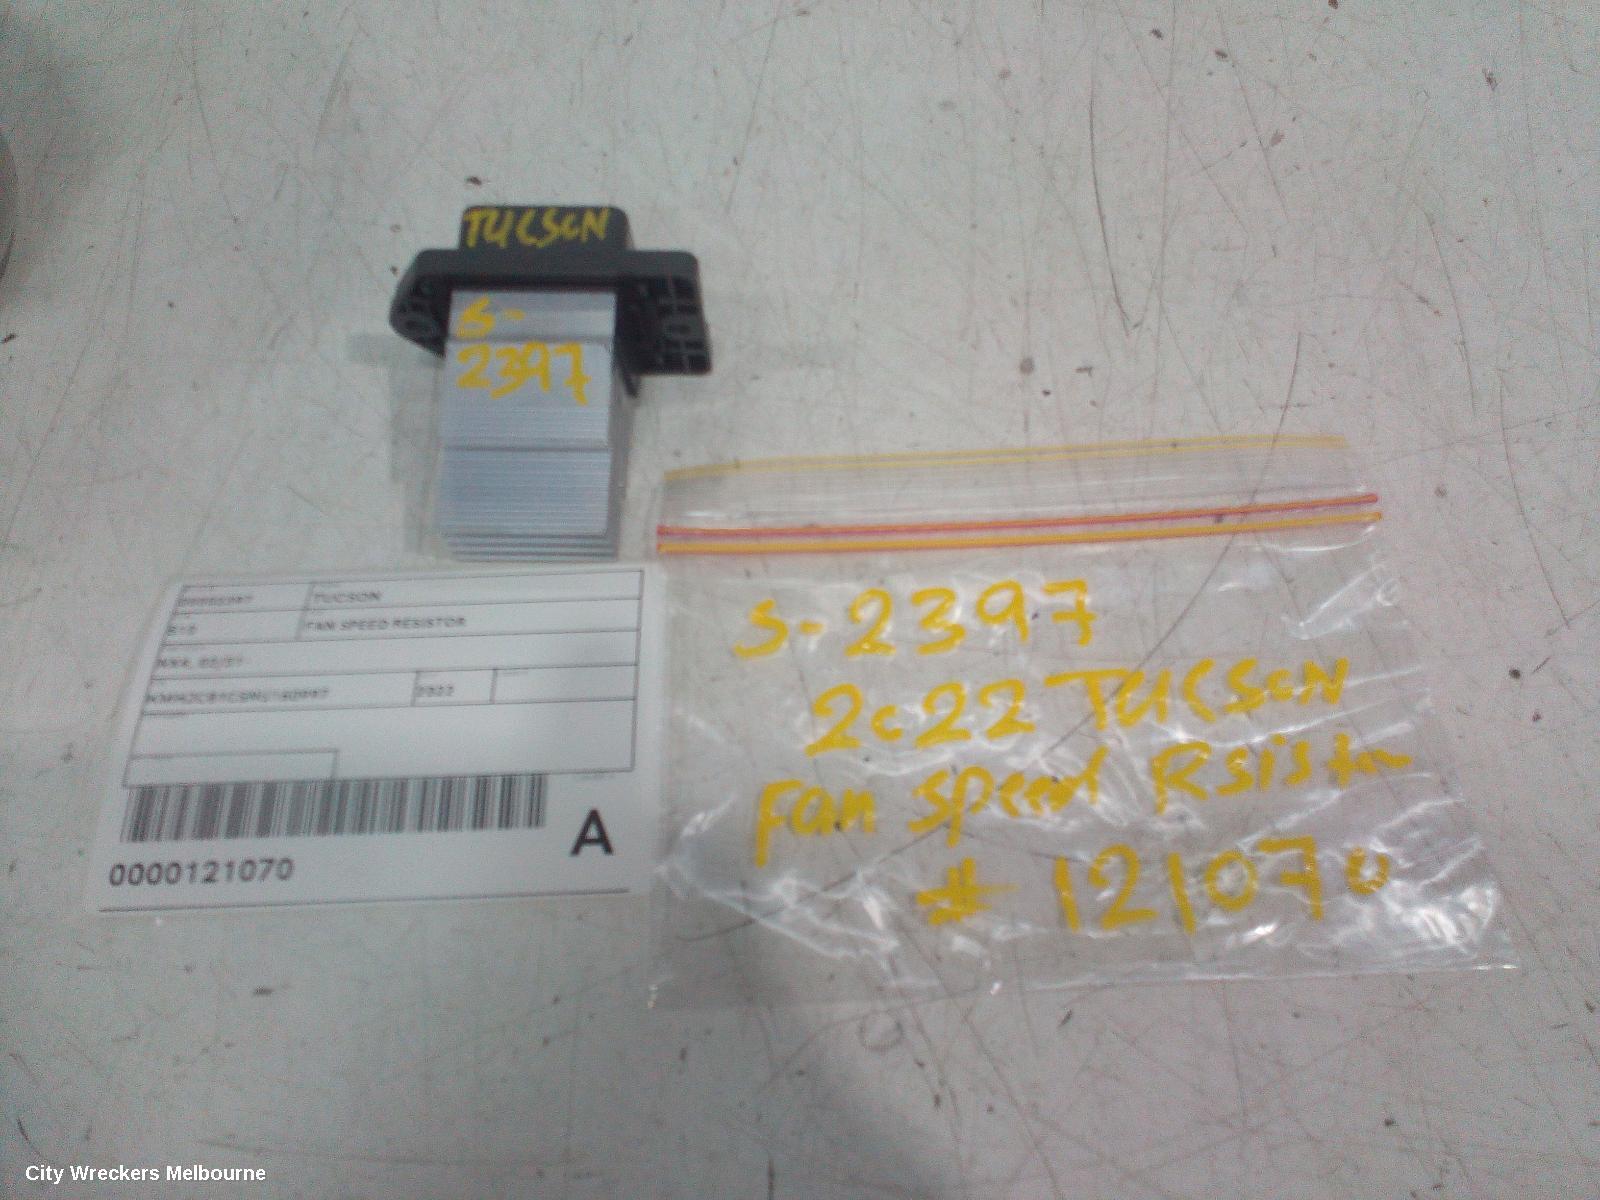 TUCSON
S-
2397
TUCSON
FAN SPEED RESISTOR
2022
A
0000121070
S-2397
2022 TUCSON
Fan Speed Rsistor
# 121070
City Wreckers Melbourne